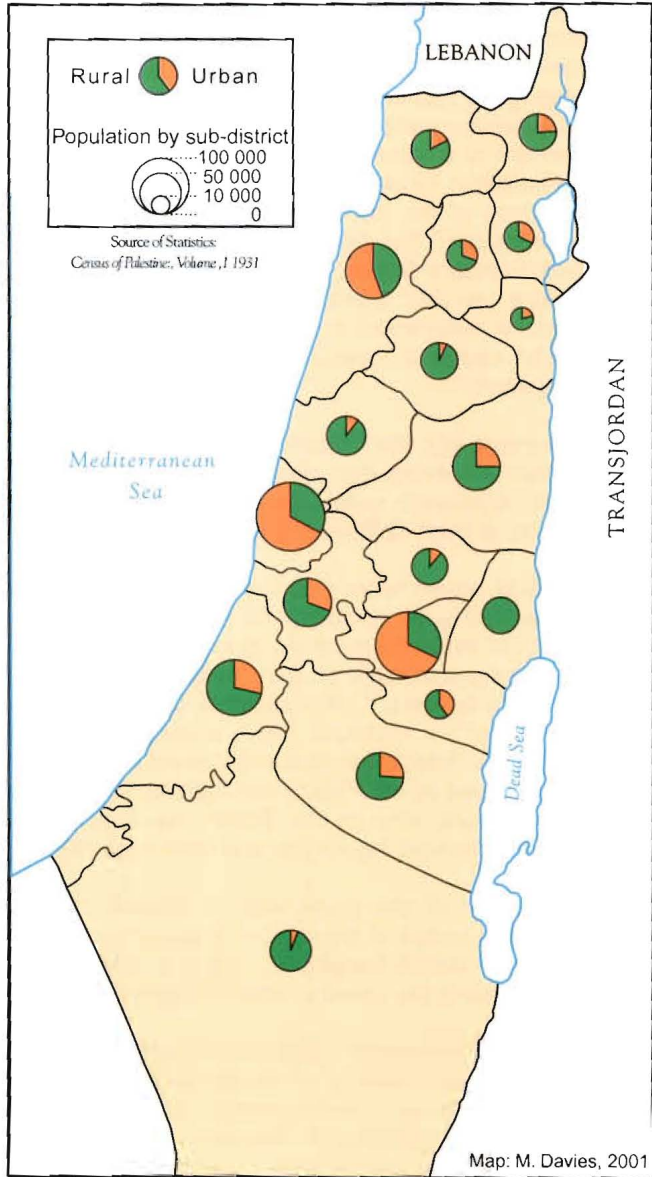 Rural Urban
Population by sub-district
100 000
50 000
10 000
0
Source of Statistics:
Census of Palestine:, Volume ,1 1931
LEBANON
TRANSJORDAN
Mediterranean
Sea
Dead Sea
Map: M. Davies, 2001